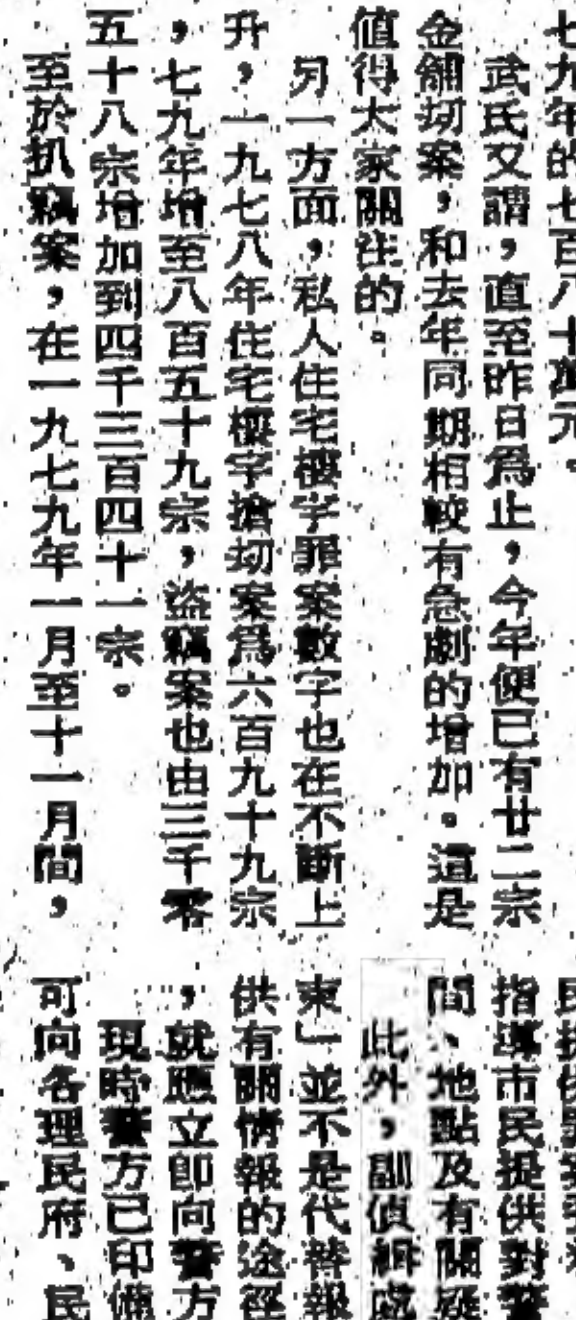 七九年的七百八十萬元。
武氏又謂，直至昨日為止，今年便已有廿二宗
金舖刧案，和去年同期相較有急劇的增加。這是
值得大家關注的。
另一方面，私人住宅樓宇罪案數字也在不斷上
升，一九七八年住宅樓宇搶刧案為六百九十九宗
，七九年增至八百五十九宗，盜竊案也由三千零
五十八宗增加到四千三百四十一宗。
至於扒竊案，在一九七九年一月至十一月間，
指導市民提供對警
間、地點及有關疑
此外，副偵緝處
束」並不是代替報
供有關情報的途徑
，就應立即向警方
現時警方已印備
可向各理民府、民